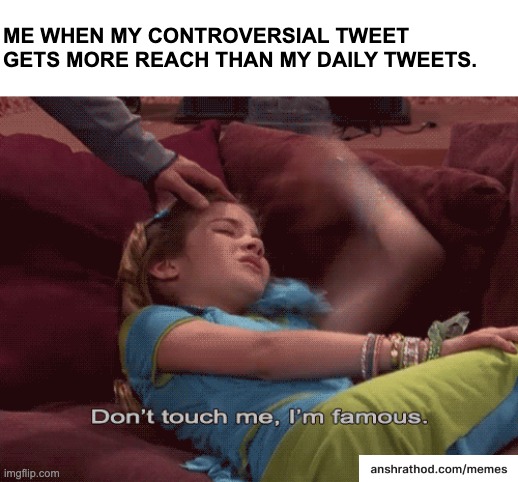 ME WHEN MY CONTROVERSIAL TWEET
GETS MORE REACH THAN MY DAILY TWEETS.
Don't touch me, I'm famous.
imgflip.com
anshrathod.com/memes